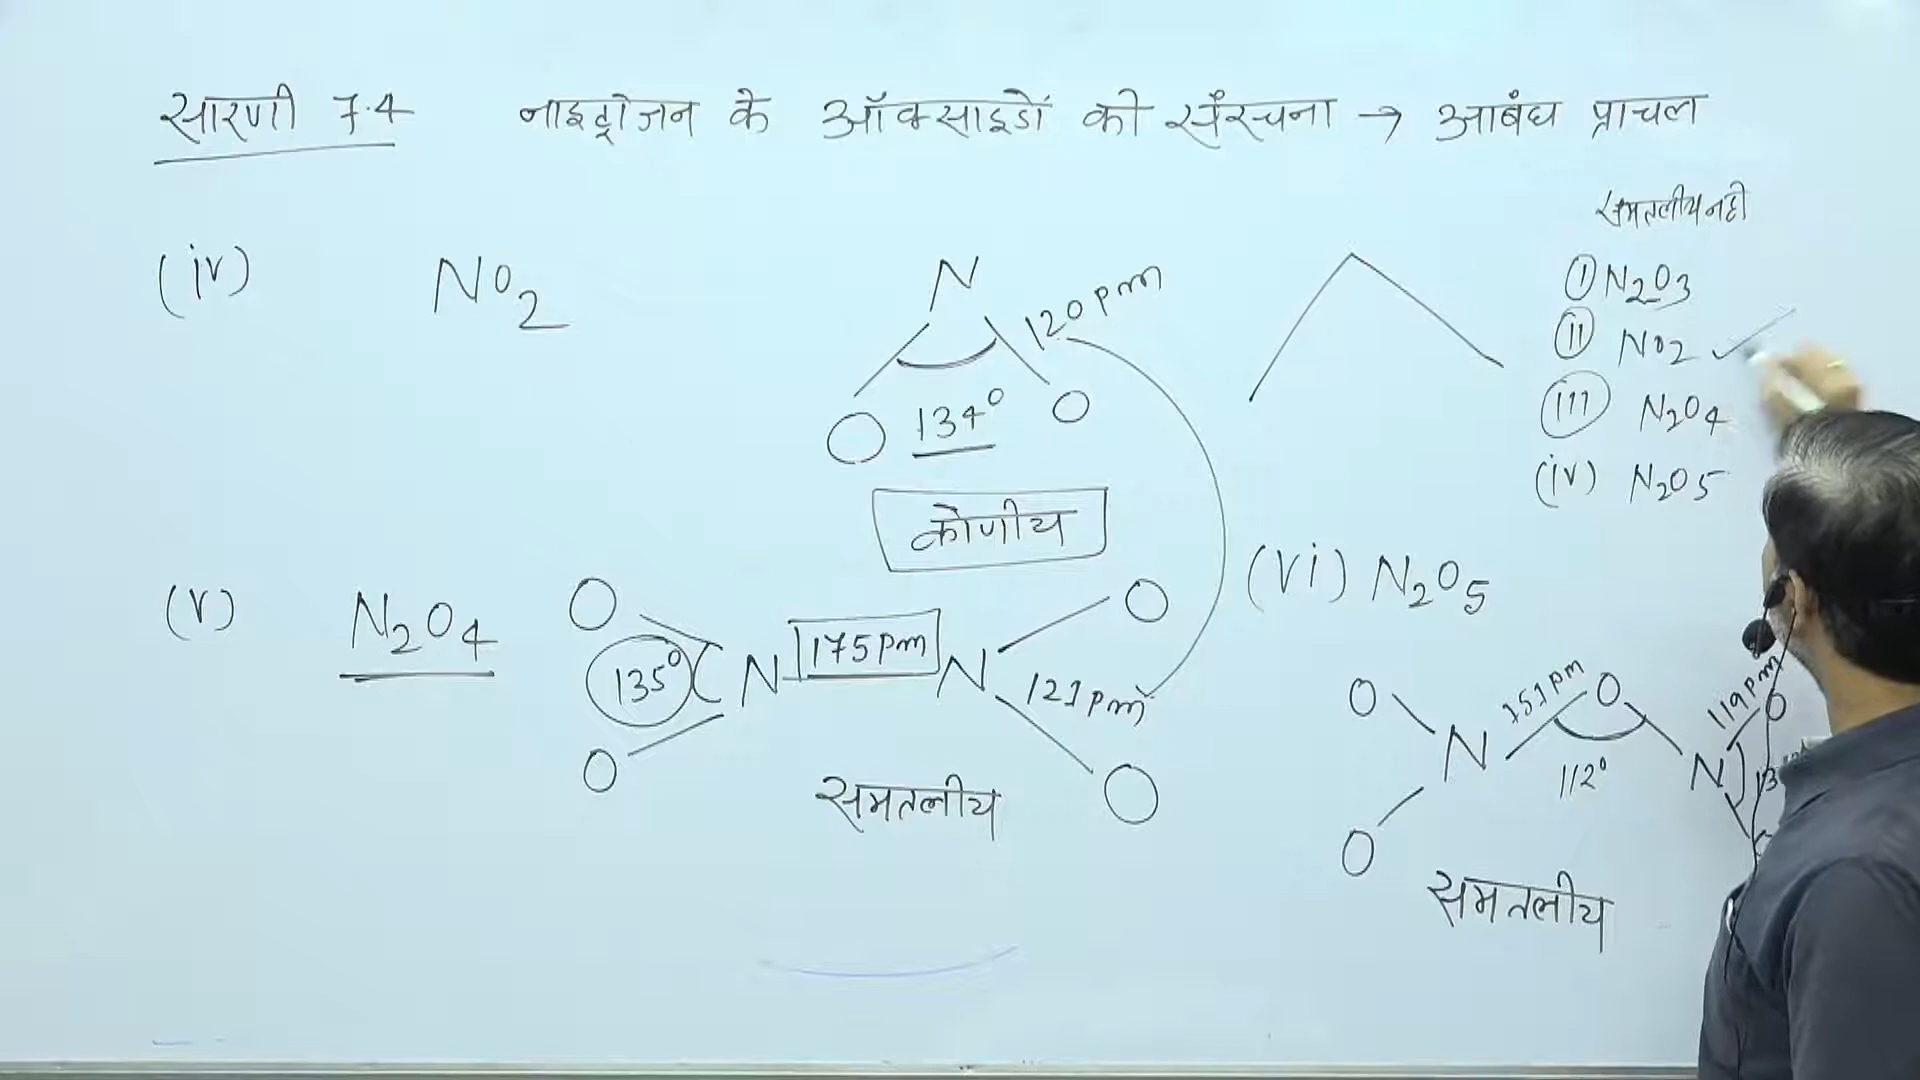 सारणी 7.4 नाइट्रोजन के ऑक्साइडों की संरचना → आबंध प्राचल
समतलीय नही
(iv) NO2
N
120 pm
O 134° O
कोणीय
(i) N2O3
(ii) NO2 ✓
(iii) N2O4
(iv) N2O5
(v) N2O4
O O
135° N 175 pm N 121 pm
O O
समतलीय
(vi) N2O5
O 151 pm O 119 pm O
N 112° N
O
समतलीय